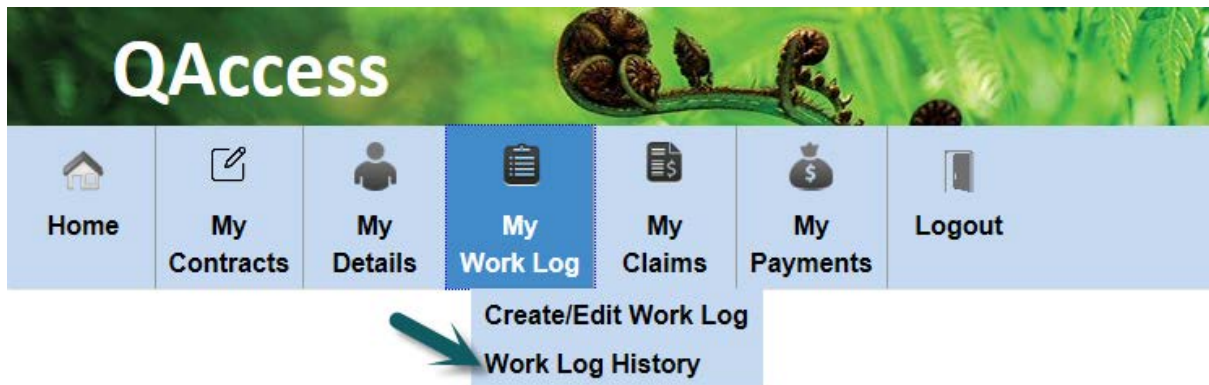 QAccess
Home
My
Contracts
My
Details
My
Work Log
My
Claims
My
Payments
Logout
Create/Edit Work Log
Work Log History